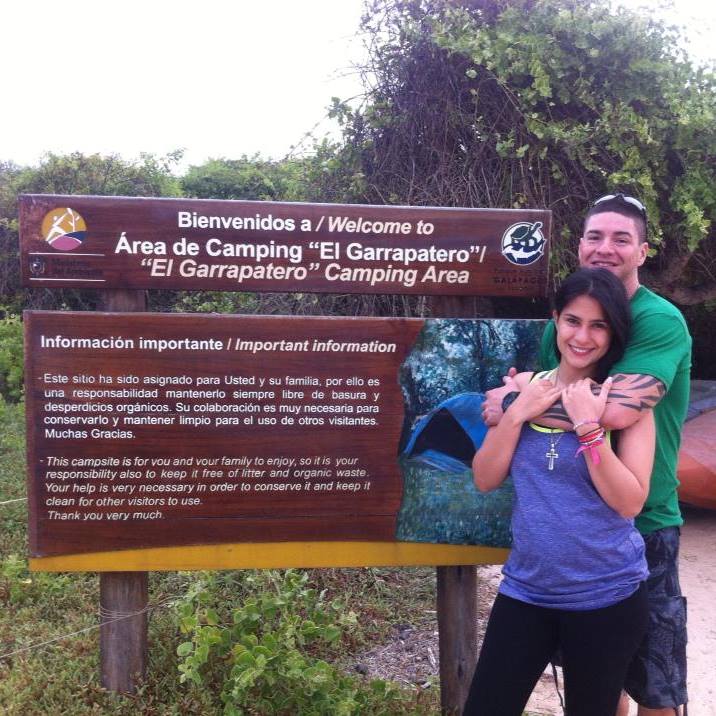 Bienvenidos a / Welcome to
Área de Camping “El Garrapatero”/
“El Garrapatero” Camping Area
GALAPAGOS
Información importante / Important information
- Este sitio ha sido asignado para Usted y su familia, por ello es
una responsabilidad mantenerlo siempre libre de basura y
desperdicios orgánicos. Su colaboración es muy necesaria para
conservarlo y mantener limpio para el uso de otros visitantes.
Muchas Gracias.
- This campsite is for you and vour family to enjoy, so it is your
responsibility also to keep it free of litter and organic waste.
Your help is very necessary in order to conserve it and keep it
clean for other visitors to use.
Thank you very much.